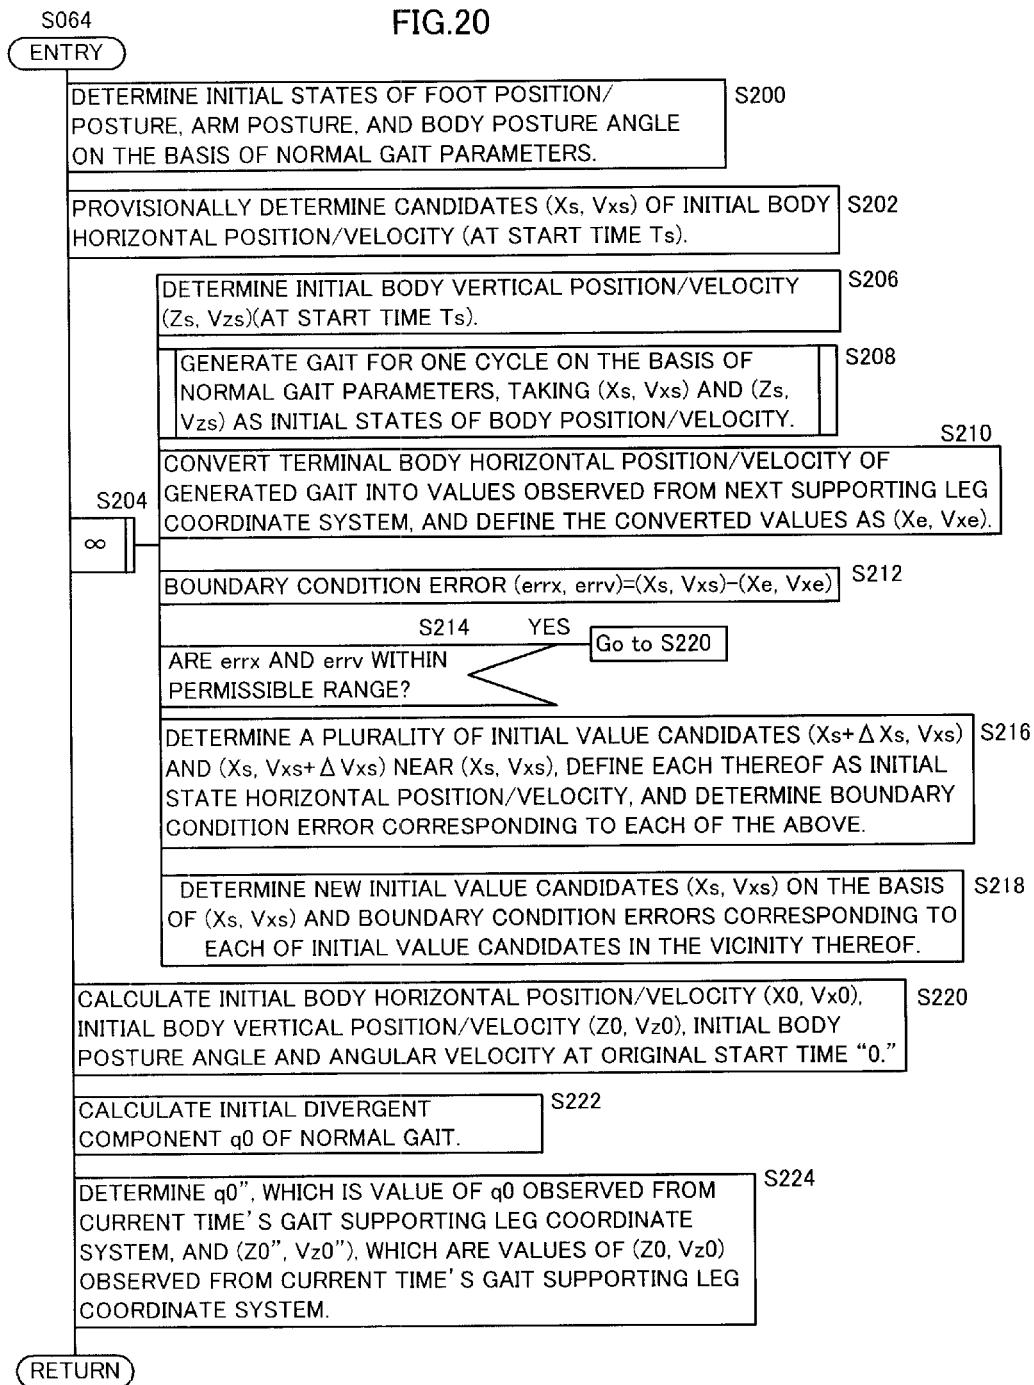 S064
FIG.20
ENTRY
DETERMINE INITIAL STATES OF FOOT POSITION/
POSTURE, ARM POSTURE, AND BODY POSTURE ANGLE
ON THE BASIS OF NORMAL GAIT PARAMETERS.
S200
PROVISIONALLY DETERMINE CANDIDATES (Xs, Vxs) OF INITIAL BODY
HORIZONTAL POSITION/VELOCITY (AT START TIME Ts).
S202
DETERMINE INITIAL BODY VERTICAL POSITION/VELOCITY
(Zs, Vzs)(AT START TIME Ts).
S206
GENERATE GAIT FOR ONE CYCLE ON THE BASIS OF
NORMAL GAIT PARAMETERS, TAKING (Xs, Vxs) AND (Zs,
Vzs) AS INITIAL STATES OF BODY POSITION/VELOCITY.
S208
S210
CONVERT TERMINAL BODY HORIZONTAL POSITION/VELOCITY OF
GENERATED GAIT INTO VALUES OBSERVED FROM NEXT SUPPORTING LEG
COORDINATE SYSTEM, AND DEFINE THE CONVERTED VALUES AS (Xe, Vxe).
S204
∞
BOUNDARY CONDITION ERROR (errx, errv)=(Xs, Vxs)-(Xe, Vxe)
S212
S214
YES
Go to S220
ARE errx AND errv WITHIN
PERMISSIBLE RANGE?
DETERMINE A PLURALITY OF INITIAL VALUE CANDIDATES (Xs+ΔXs, Vxs)
AND (Xs, Vxs+ΔVxs) NEAR (Xs, Vxs), DEFINE EACH THEREOF AS INITIAL
STATE HORIZONTAL POSITION/VELOCITY, AND DETERMINE BOUNDARY
CONDITION ERROR CORRESPONDING TO EACH OF THE ABOVE.
S216
DETERMINE NEW INITIAL VALUE CANDIDATES (Xs, Vxs) ON THE BASIS
OF (Xs, Vxs) AND BOUNDARY CONDITION ERRORS CORRESPONDING TO
EACH OF INITIAL VALUE CANDIDATES IN THE VICINITY THEREOF.
S218
CALCULATE INITIAL BODY HORIZONTAL POSITION/VELOCITY (X0, Vx0),
INITIAL BODY VERTICAL POSITION/VELOCITY (Z0, Vz0), INITIAL BODY
POSTURE ANGLE AND ANGULAR VELOCITY AT ORIGINAL START TIME “0.”
S220
CALCULATE INITIAL DIVERGENT
COMPONENT q0 OF NORMAL GAIT.
S222
DETERMINE q0”, WHICH IS VALUE OF q0 OBSERVED FROM
CURRENT TIME'S GAIT SUPPORTING LEG COORDINATE
SYSTEM, AND (Z0”, Vz0”), WHICH ARE VALUES OF (Z0, Vz0)
OBSERVED FROM CURRENT TIME'S GAIT SUPPORTING LEG
COORDINATE SYSTEM.
S224
RETURN